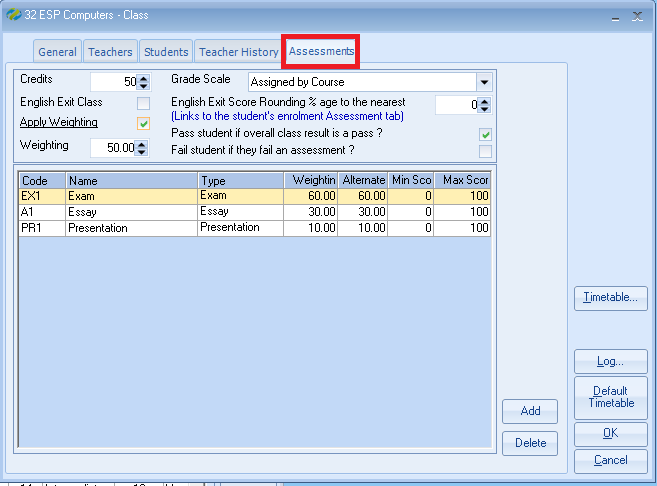 32 ESP Computers - Class
General Teachers Students Teacher History Assessments
Credits 50 Grade Scale Assigned by Course
English Exit Class English Exit Score Rounding % age to the nearest 0
(Links to the student's enrolment Assessment tab)
Apply Weighting Pass student if overall class result is a pass ?
Weighting 50.00 Fail student if they fail an assessment ?
Code Name Type Weightin Alternate Min Sco Max Scor
EX1 Exam Exam 60.00 60.00 0 100
A1 Essay Essay 30.00 30.00 0 100
PR1 Presentation Presentation 10.00 10.00 0 100
Timetable...
Log...
Default
Timetable
Add
OK
Delete
Cancel